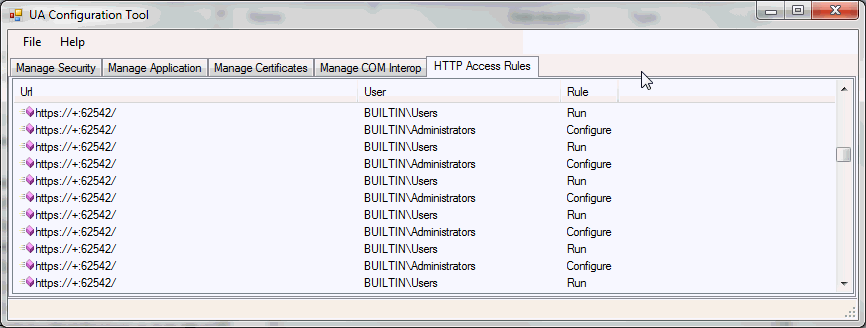 UA Configuration Tool
File Help
Manage Security Manage Application Manage Certificates Manage COM Interop HTTP Access Rules
Url User Rule
https://+:62542/ BUILTIN\Users Run
https://+:62542/ BUILTIN\Administrators Configure
https://+:62542/ BUILTIN\Users Run
https://+:62542/ BUILTIN\Administrators Configure
https://+:62542/ BUILTIN\Users Run
https://+:62542/ BUILTIN\Administrators Configure
https://+:62542/ BUILTIN\Users Run
https://+:62542/ BUILTIN\Administrators Configure
https://+:62542/ BUILTIN\Users Run
https://+:62542/ BUILTIN\Administrators Configure
https://+:62542/ BUILTIN\Users Run